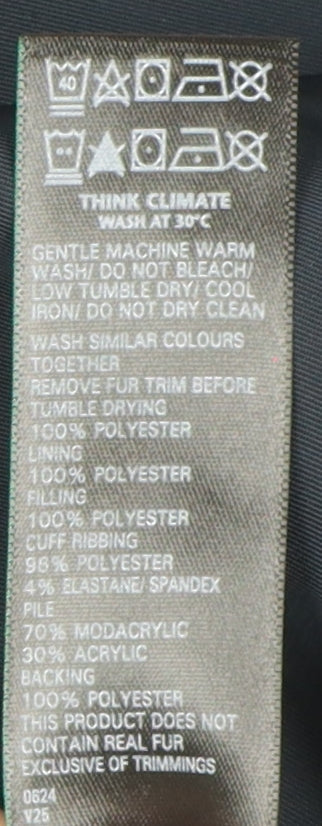 40
THINK CLIMATE
WASH AT 30°C
GENTLE MACHINE WARM
WASH/ DO NOT BLEACH/
LOW TUMBLE DRY/ COOL
IRON/ DO NOT DRY CLEAN
WASH SIMILAR COLOURS
TOGETHER
REMOVE FUR TRIM BEFORE
TUMBLE DRYING
100% POLYESTER
LINING
100% POLYESTER
FILLING
100% POLYESTER
CUFF RIBBING
96% POLYESTER
4% ELASTANE/ SPANDEX
PILE
70% MODACRYLIC
30% ACRYLIC
BACKING
100% POLYESTER
THIS PRODUCT DOES NOT
CONTAIN REAL FUR
EXCLUSIVE OF TRIMMINGS
0624
V25